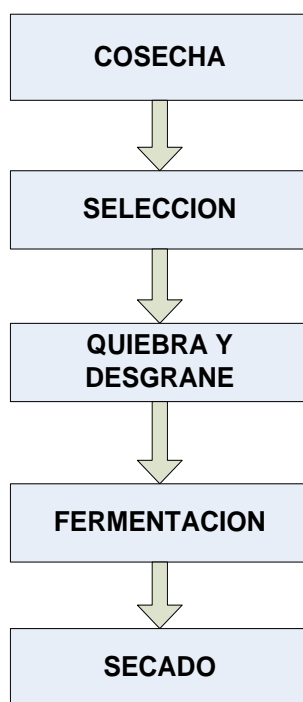 COSECHA
SELECCION
QUIEBRA Y
DESGRANE
FERMENTACION
SECADO